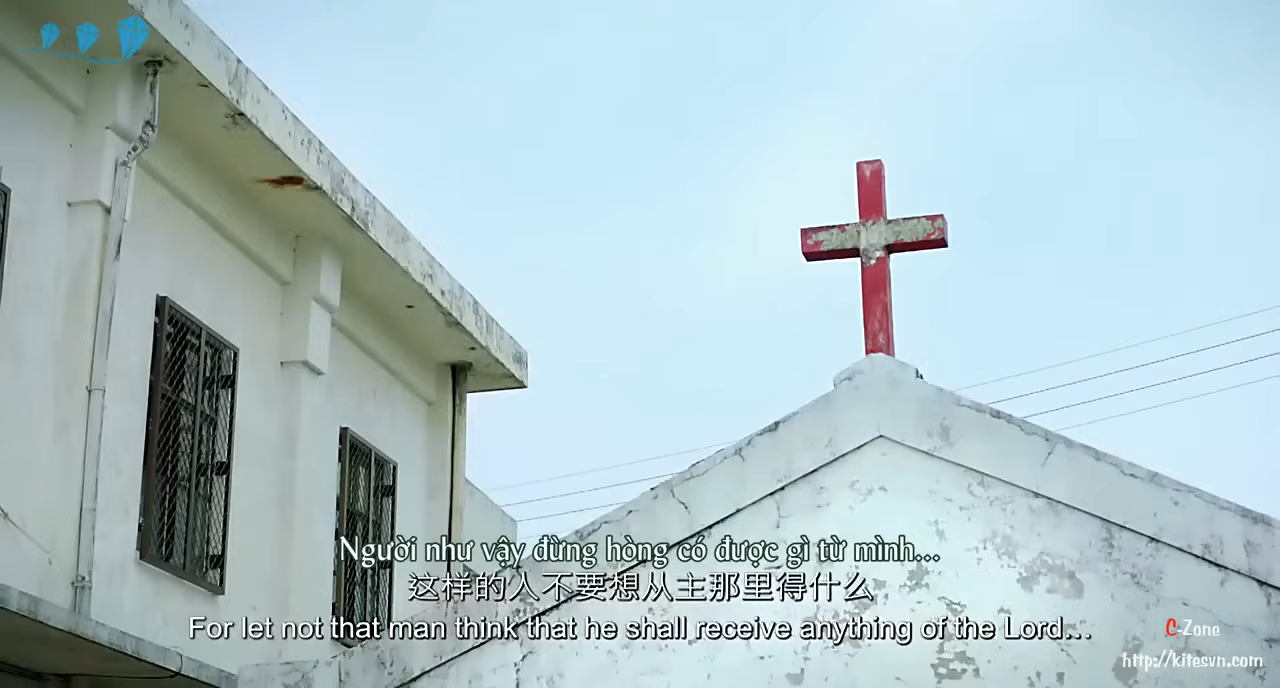 Người như vậy đừng hòng có được gì từ mình...
这样的人不要想从主那里得什么
For let not that man think that he shall receive anything of the Lord...
C-Zone
http://kitesvn.com